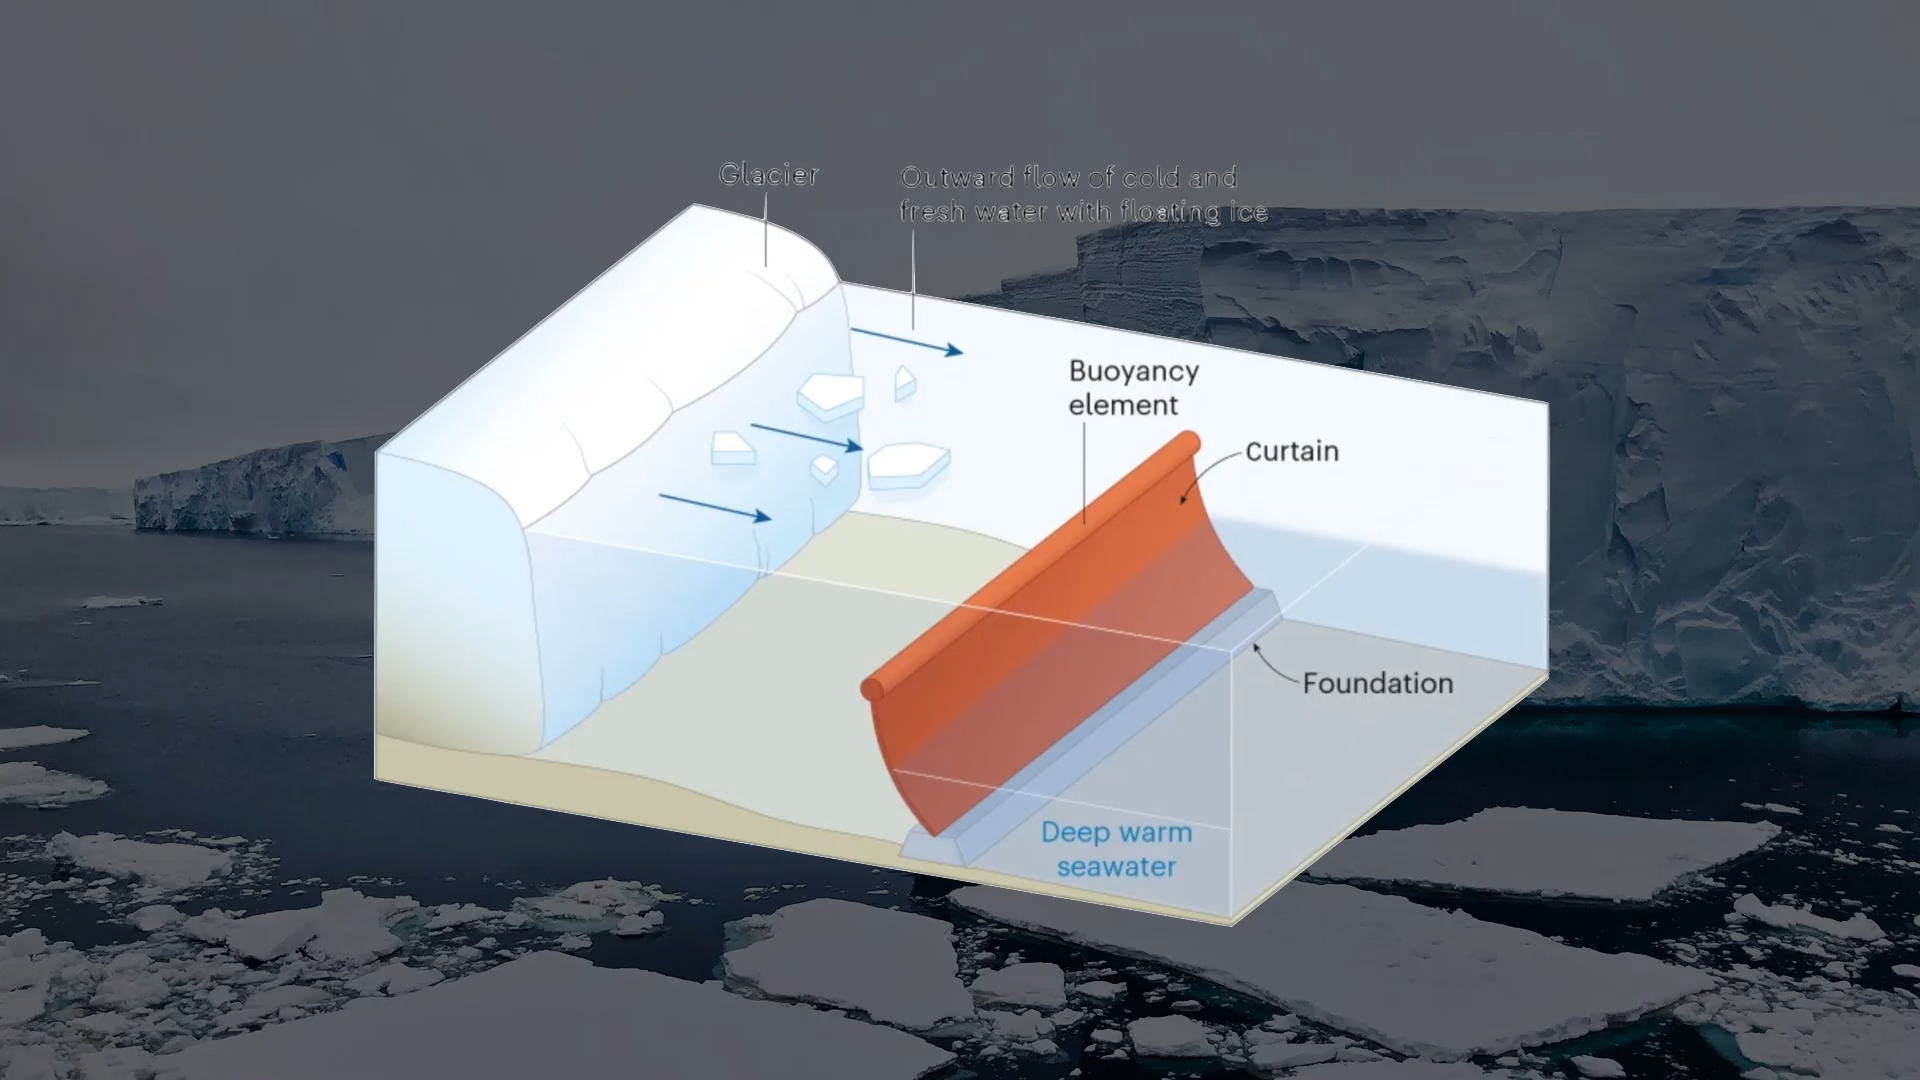 Glacier
Outward flow of cold and
fresh water with floating ice
Buoyancy
element
Curtain
Foundation
Deep warm
seawater